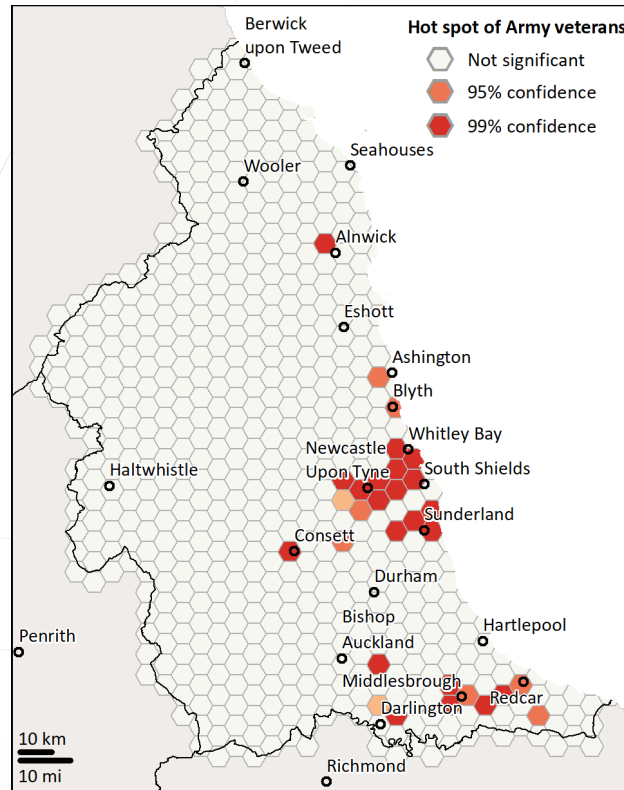 Berwick
upon Tweed
Hot spot of Army veterans
Not significant
95% confidence
99% confidence
Seahouses
Wooler
Alnwick
Eshott
Ashington
Blyth
Whitley Bay
Newcastle
Upon Tyne
South Shields
Haltwhistle
Sunderland
Consett
Durham
Bishop
Auckland
Hartlepool
Penrith
Middlesbrough
Redcar
Darlington
10 km
10 mi
Richmond